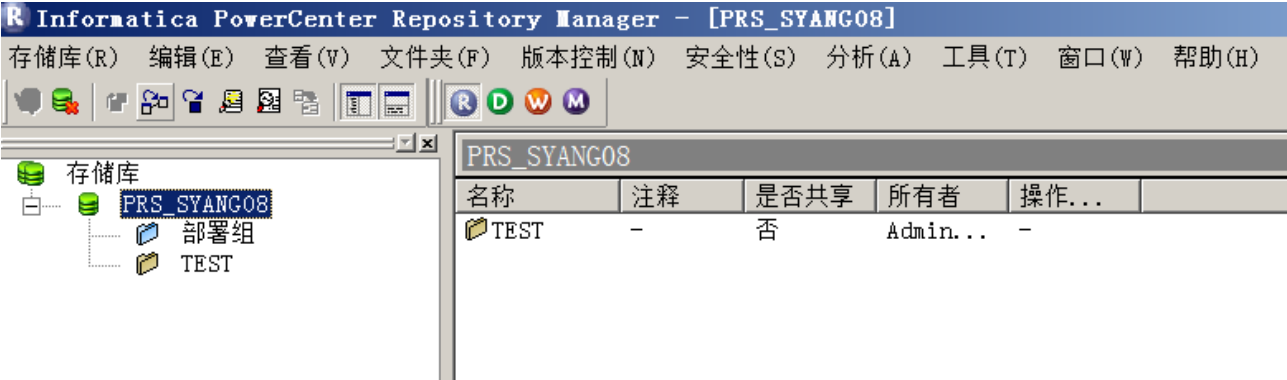 Informatica PowerCenter Repository Manager - [PRS_SYANG08]
存储库(R) 编辑(E) 查看(V) 文件夹(F) 版本控制(N) 安全性(S) 分析(A) 工具(T) 窗口(W) 帮助(H)
R D W M
存储库
PRS_SYANG08
部署组
TEST
PRS_SYANG08
名称 注释 是否共享 所有者 操作...
TEST - 否 Admin... -